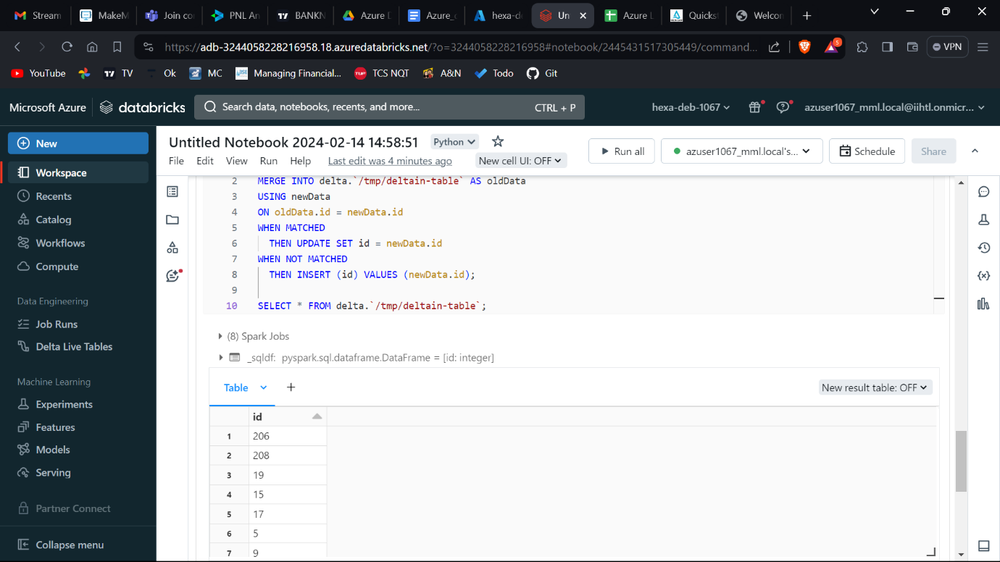 Stream
MakeM
Join co
PNL An
BANKN
Azure D
Azure_
hexa-d
Un
Azure L
Quicks
Welcom
https://adb-3244058228216958.18.azuredatabricks.net/?o=3244058228216958#notebook/2445431517305449/command...
5
VPN
YouTube
TV
Ok
MC
Managing Financial...
TCS NQT
A&N
Todo
Git
Microsoft Azure
databricks
Search data, notebooks, recents, and more...
CTRL + P
hexa-deb-1067
azuser1067_mml.local@iihtl.onmicr...
New
Workspace
Recents
Catalog
Workflows
Compute
Data Engineering
Job Runs
Delta Live Tables
Machine Learning
Experiments
Features
Models
Serving
Partner Connect
Collapse menu
Untitled Notebook 2024-02-14 14:58:51
Python
File Edit View Run Help Last edit was 4 minutes ago
New cell UI: OFF
Run all
azuser1067_mml.local's...
Schedule
Share
2 MERGE INTO delta.`/tmp/deltain-table` AS oldData
3 USING newData
4 ON oldData.id = newData.id
5 WHEN MATCHED
6 THEN UPDATE SET id = newData.id
7 WHEN NOT MATCHED
8 THEN INSERT (id) VALUES (newData.id);
9
10 SELECT * FROM delta.`/tmp/deltain-table`;
(8) Spark Jobs
_sqldf: pyspark.sql.dataframe.DataFrame = [id: integer]
Table
New result table: OFF
id
1 206
2 208
3 19
4 15
5 17
6 5
7 9